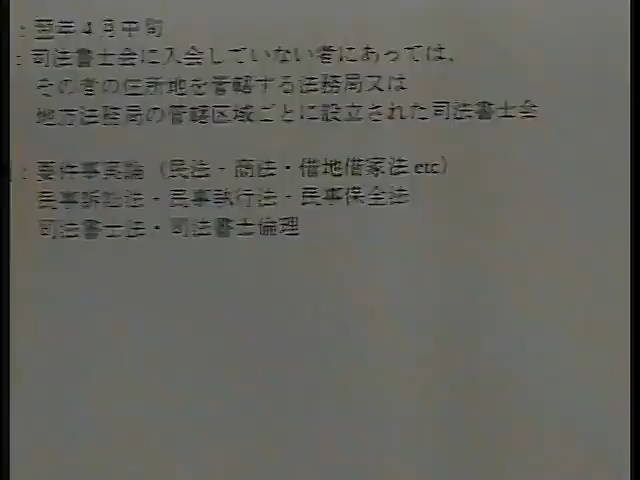 ：翌年４月中旬
：司法書士会に入会していない者にあっては、
その者の住所地を管轄する法務局又は
地方法務局の管轄区域ごとに設立された司法書士会
：要件事実論（民法・商法・借地借家法etc）
民事訴訟法・民事執行法・民事保全法
司法書士法・司法書士倫理